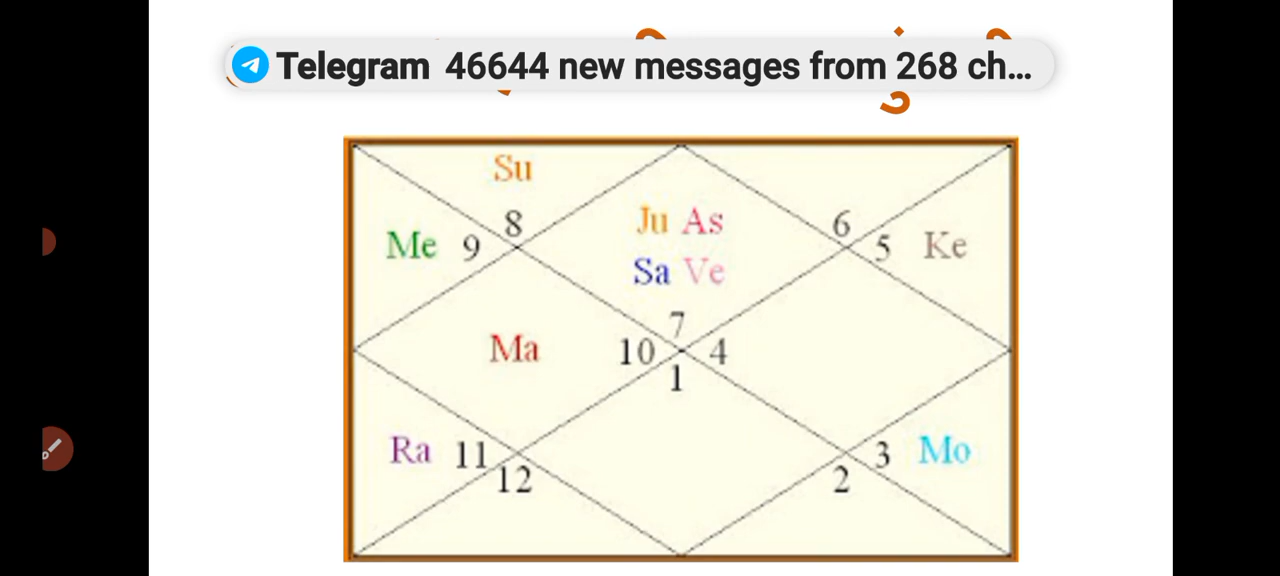 Telegram 46644 new messages from 268 ch...
Su
8
Ju As
6
Me 9
5 Ke
Sa Ve
7
Ma
10
4
1
Ra 11
3 Mo
12
2